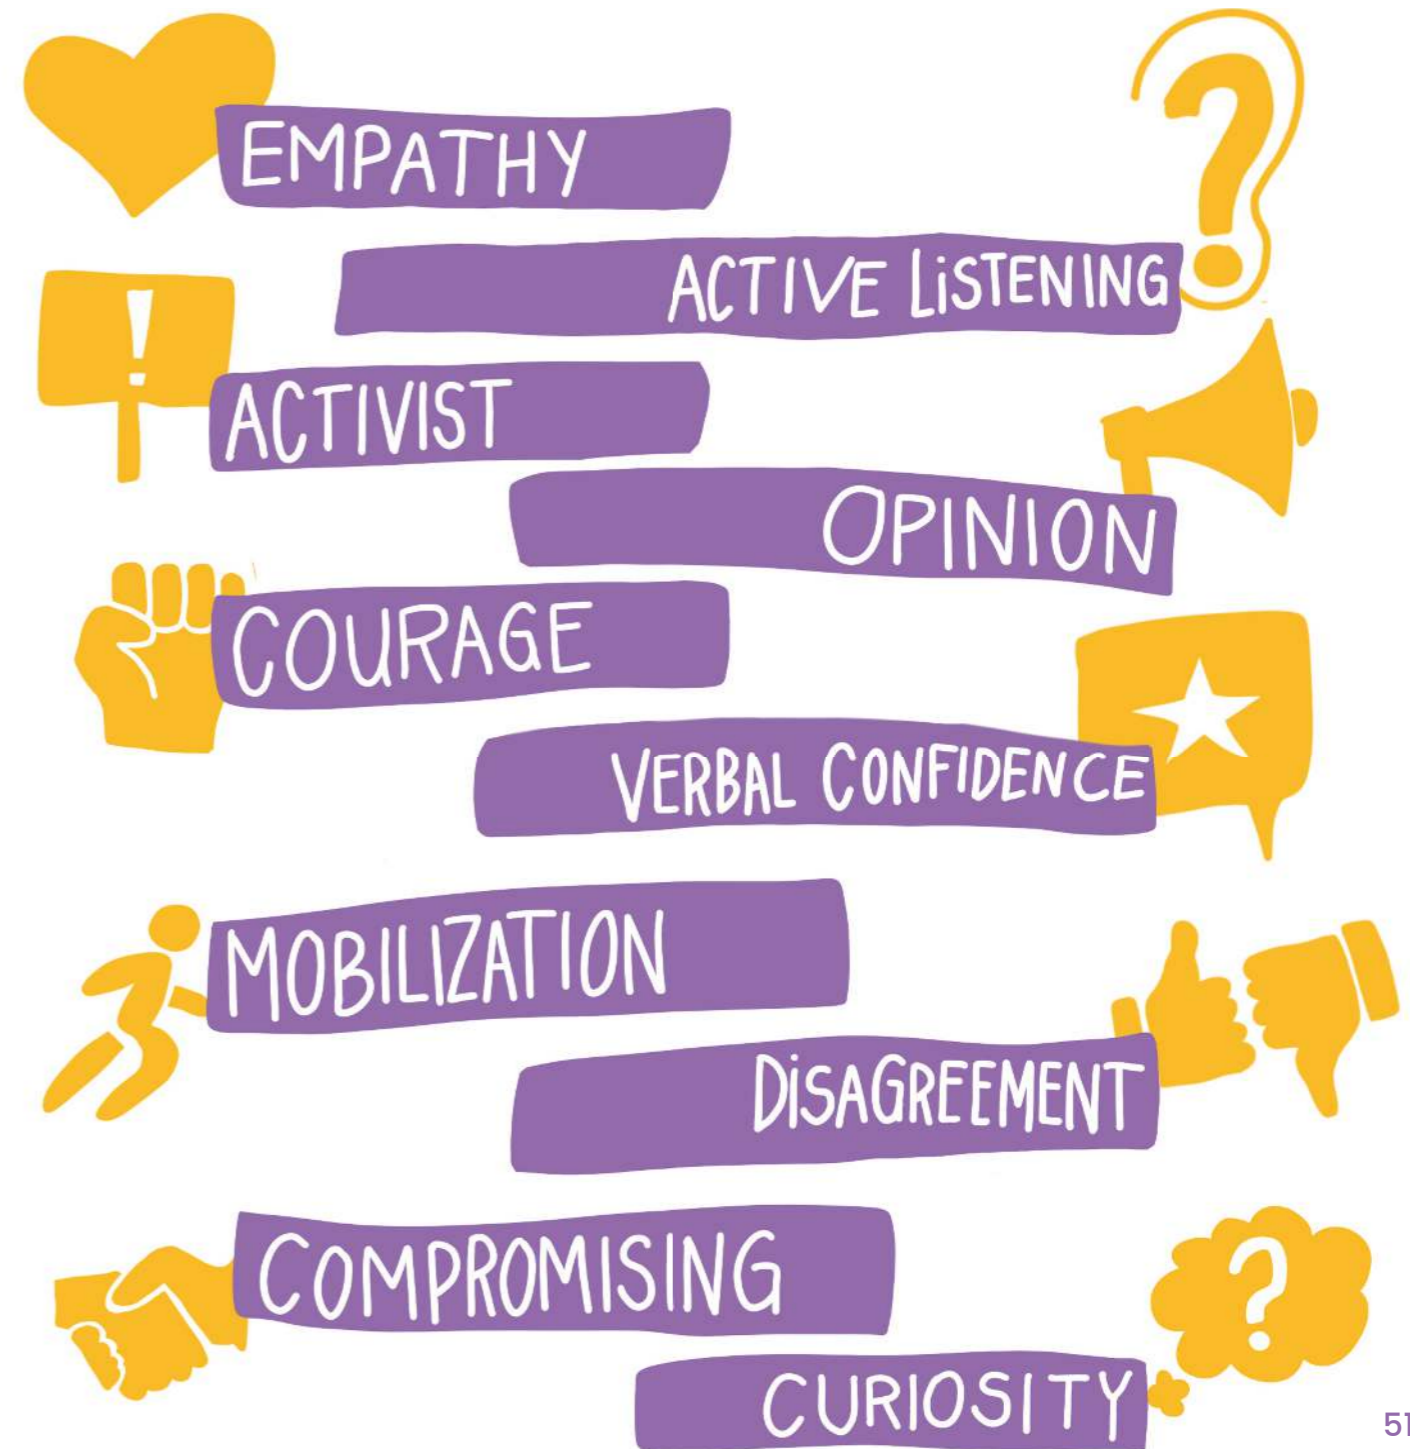 EMPATHY
?
ACTIVE LiSTENING
!
ACTIVIST
OPINION
COURAGE
VERBAL CONFIDENCE
MOBILIZATION
DiSAGREEMENT
COMPROMISING
?
CURIOSITY
51